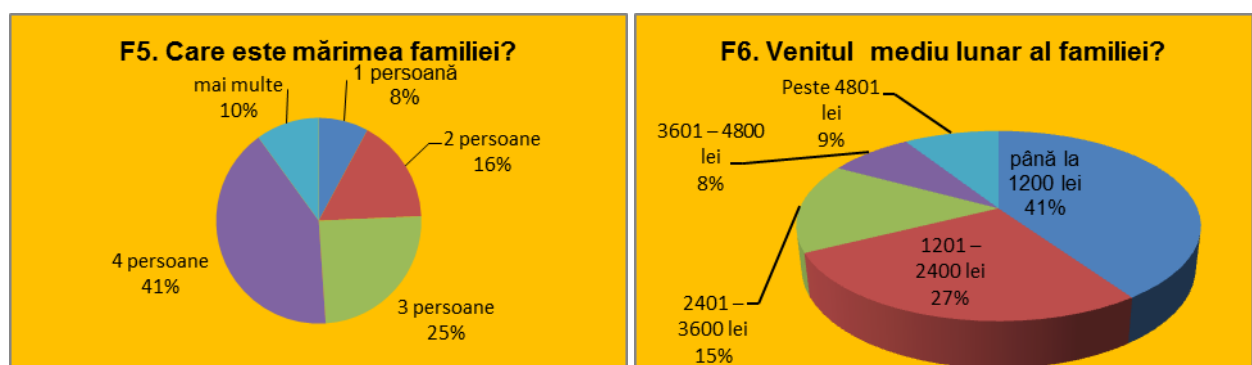 F5. Care este mărimea familiei?
1 persoană
8%
mai multe
10%
2 persoane
16%
4 persoane
41%
3 persoane
25%
F6. Venitul  mediu lunar al familiei?
Peste 4801
lei
9%
3601 – 4800
lei
8%
până la
1200 lei
41%
1201 –
2400 lei
27%
2401 –
3600 lei
15%